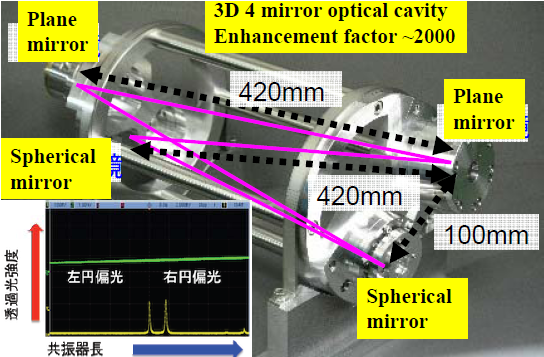 3D 4 mirror optical cavity
Enhancement factor ~2000
Plane
mirror
420mm
Plane
mirror
Spherical
mirror
420mm
100mm
Spherical
mirror
透過光強度
左円偏光
右円偏光
共振器長